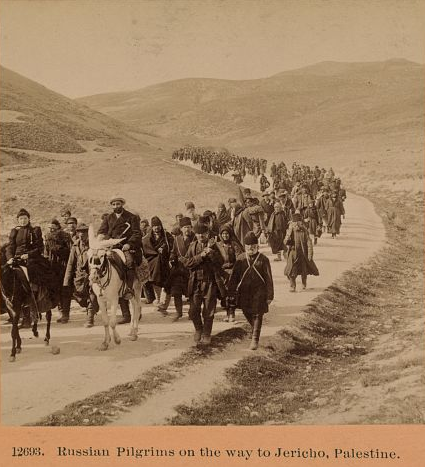 12693. Russian Pilgrims on the way to Jericho, Palestine.